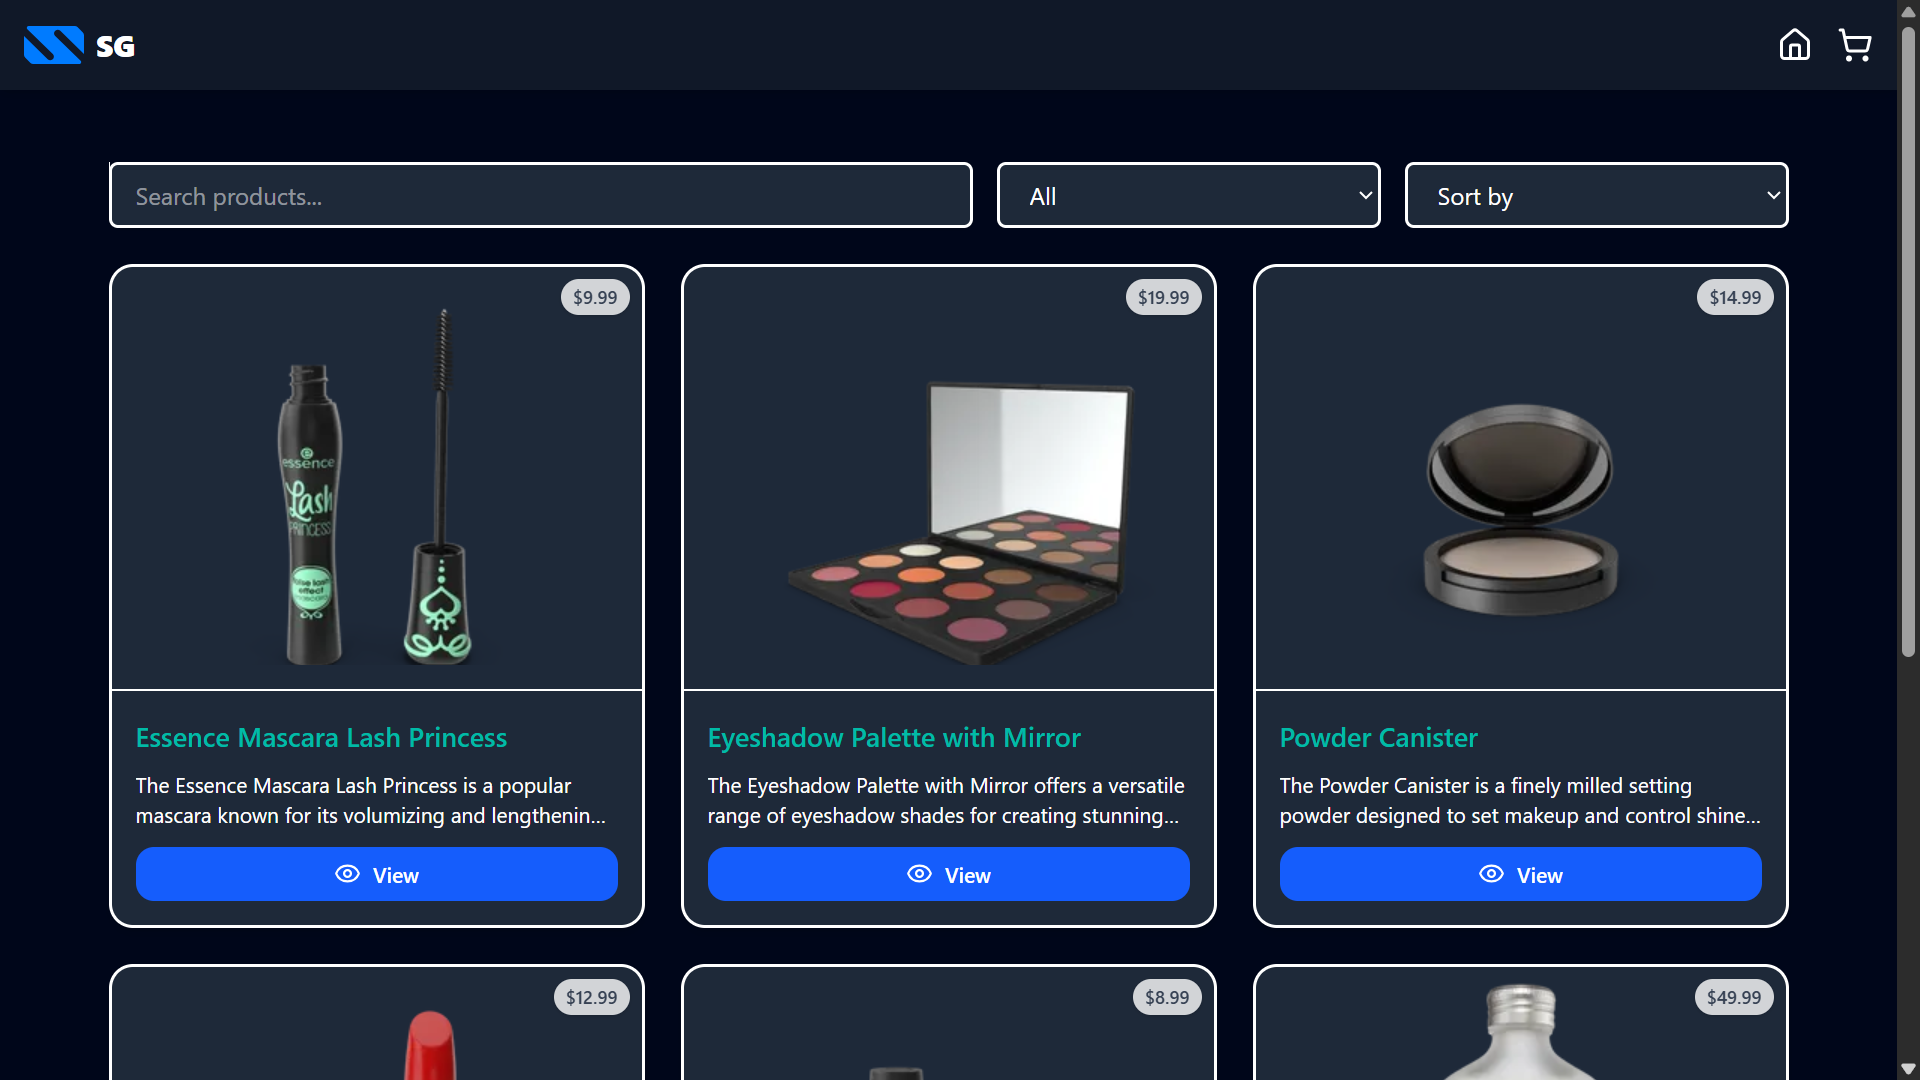 SG
Search products...
All
Sort by
$9.99
$19.99
$14.99
essence
Lash
PRINCESS
false lash
effect
mascara
Essence Mascara Lash Princess
Eyeshadow Palette with Mirror
Powder Canister
The Essence Mascara Lash Princess is a popular
mascara known for its volumizing and lengthenin...
The Eyeshadow Palette with Mirror offers a versatile
range of eyeshadow shades for creating stunning...
The Powder Canister is a finely milled setting
powder designed to set makeup and control shine...
View
View
View
$12.99
$8.99
$49.99